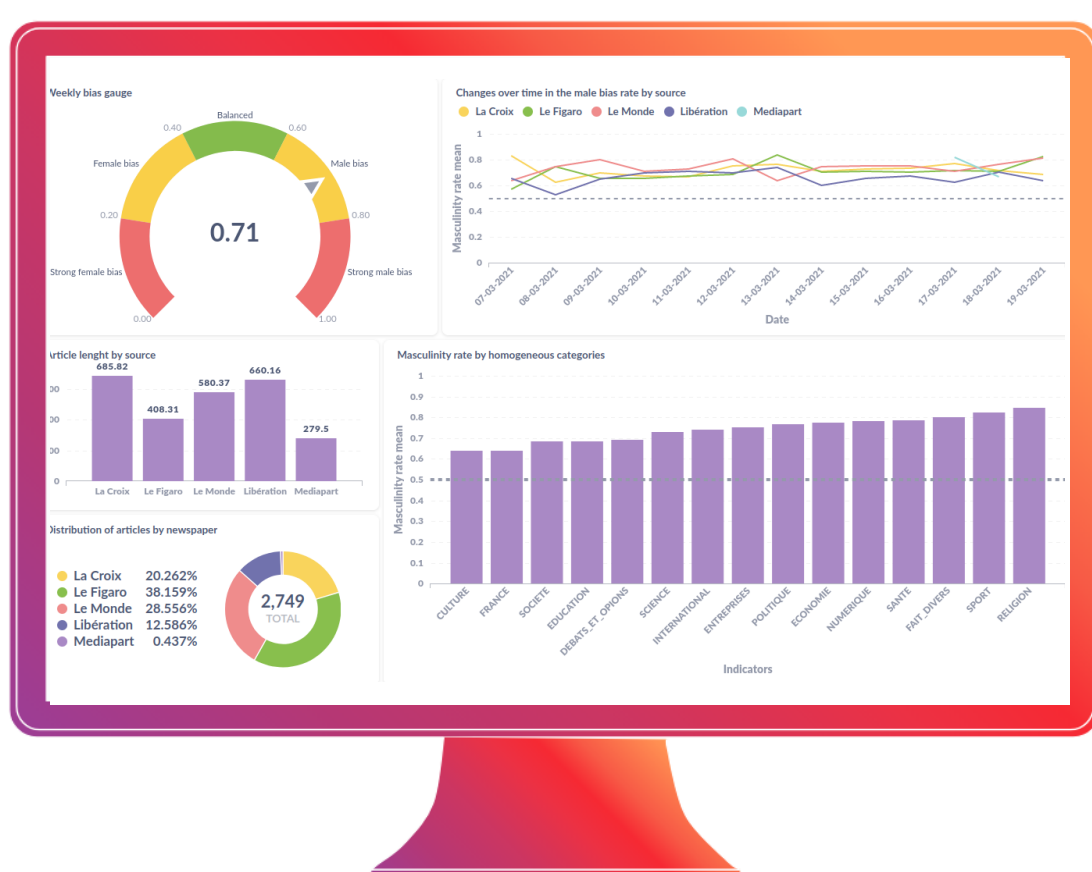 Weekly bias gauge
Balanced
0.40
0.60
Female bias
Male bias
0.20
0.80
0.71
Strong female bias
Strong male bias
0.00
1.00
Changes over time in the male bias rate by source
La Croix Le Figaro Le Monde Libération Mediapart
Masculinity rate mean
1
0.8
0.6
0.4
0.2
0
07-03-2021
08-03-2021
09-03-2021
10-03-2021
11-03-2021
12-03-2021
13-03-2021
14-03-2021
15-03-2021
16-03-2021
17-03-2021
18-03-2021
19-03-2021
Date
Article lenght by source
685.82
408.31
580.37
660.16
279.5
00
00
00
0
La Croix Le Figaro Le Monde Libération Mediapart
Masculinity rate by homogeneous categories
Masculinity rate mean
1
0.9
0.8
0.7
0.6
0.5
0.4
0.3
0.2
0.1
0
CULTURE
FRANCE
SOCIETE
EDUCATION
DEBATS_ET_OPIONS
SCIENCE
INTERNATIONAL
ENTREPRISES
POLITIQUE
ECONOMIE
NUMERIQUE
SANTE
FAIT_DIVERS
SPORT
RELIGION
Indicators
Distribution of articles by newspaper
La Croix 20.262%
Le Figaro 38.159%
Le Monde 28.556%
Libération 12.586%
Mediapart 0.437%
2,749
TOTAL